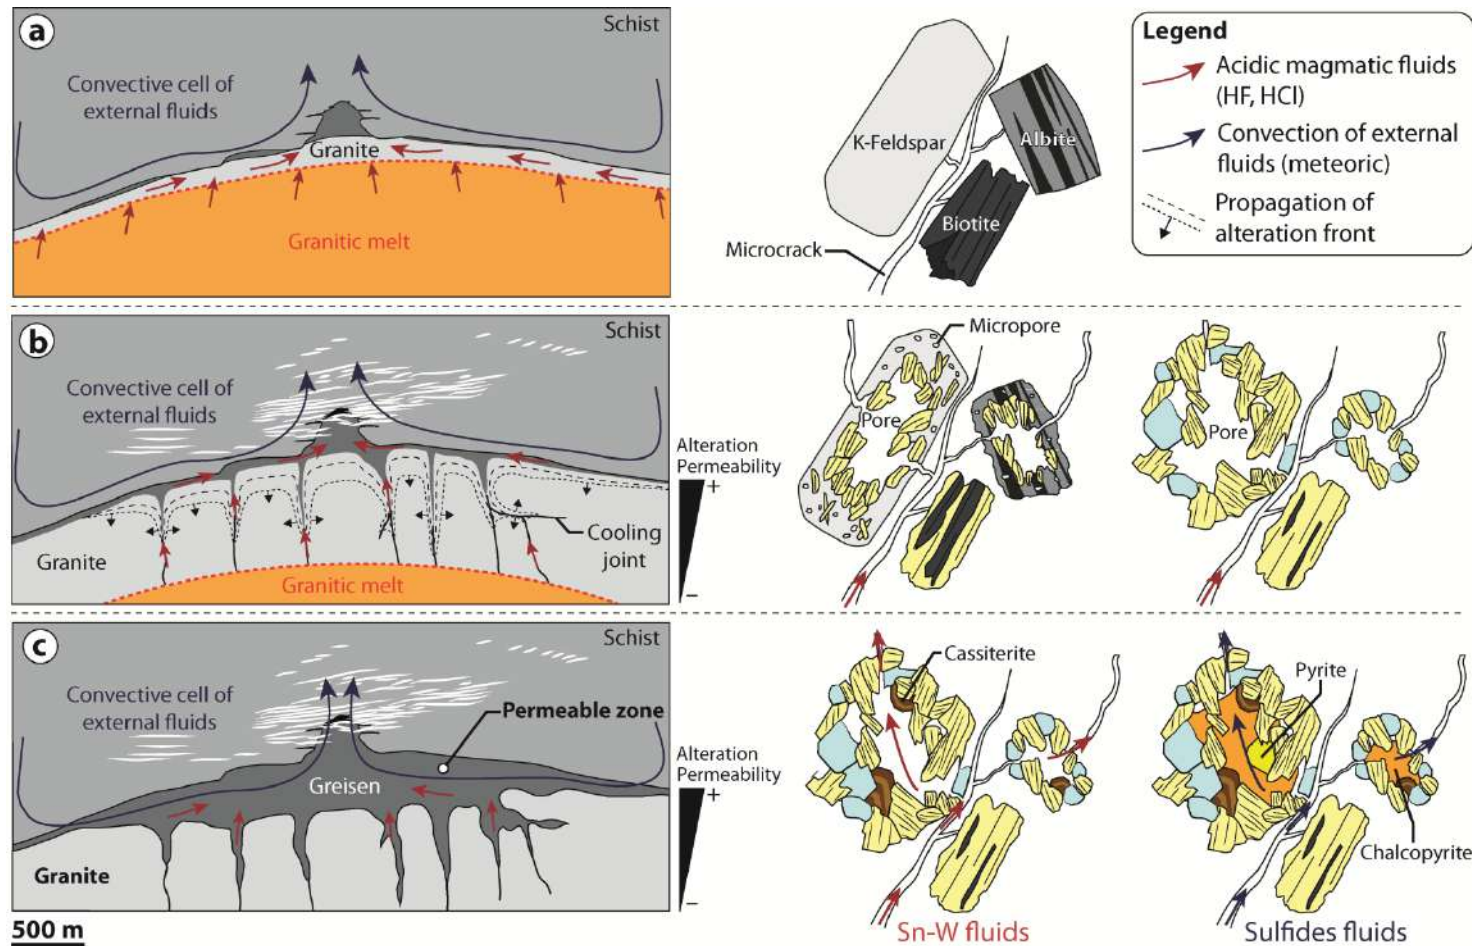 a
Schist
Convective cell of
external fluids
Granite
Granitic melt
K-Feldspar
Albite
Biotite
Microcrack
Legend
Acidic magmatic fluids
(HF, HCl)
Convection of external
fluids (meteoric)
Propagation of
alteration front
b
Schist
Convective cell of
external fluids
Granite
Cooling
joint
Granitic melt
Alteration
Permeability
+
−
Micropore
Pore
Pore
c
Schist
Convective cell of
external fluids
Permeable zone
Greisen
Granite
500 m
Alteration
Permeability
+
−
Cassiterite
Sn-W fluids
Pyrite
Chalcopyrite
Sulfides fluids